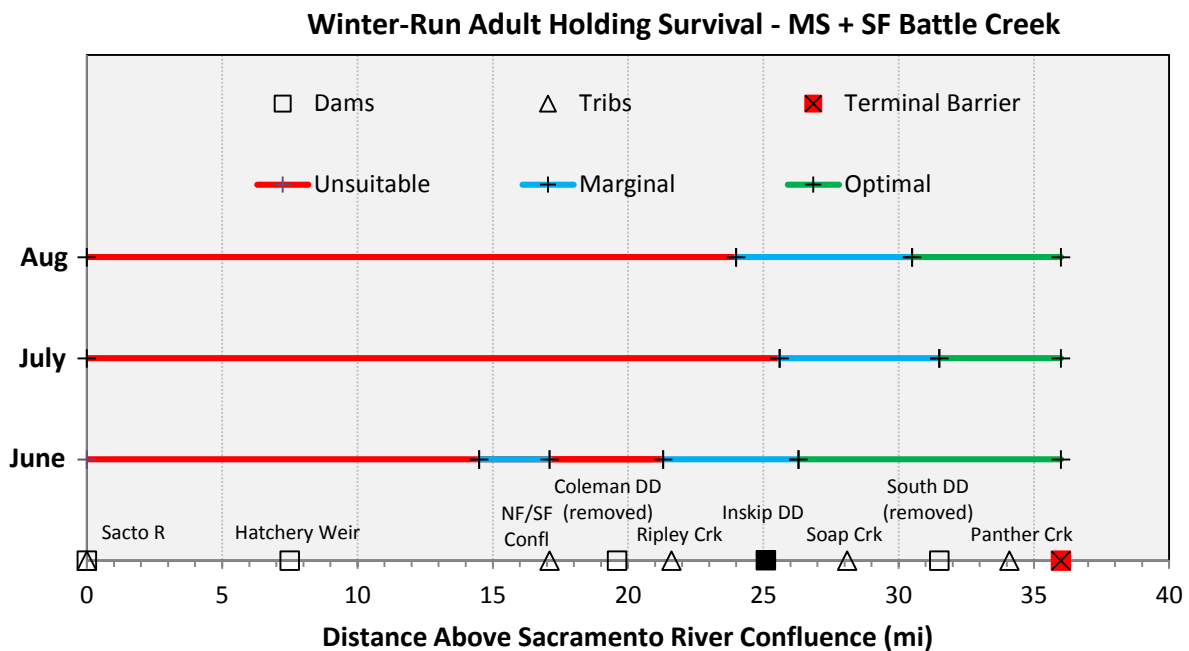 Winter-Run Adult Holding Survival - MS + SF Battle Creek
Dams Tribs Terminal Barrier
Unsuitable Marginal Optimal
Aug
July
June
Coleman DD
(removed)
South DD
(removed)
Sacto R
Hatchery Weir
NF/SF
Confl
Ripley Crk
Inskip DD
Soap Crk
Panther Crk
0 5 10 15 20 25 30 35 40
Distance Above Sacramento River Confluence (mi)